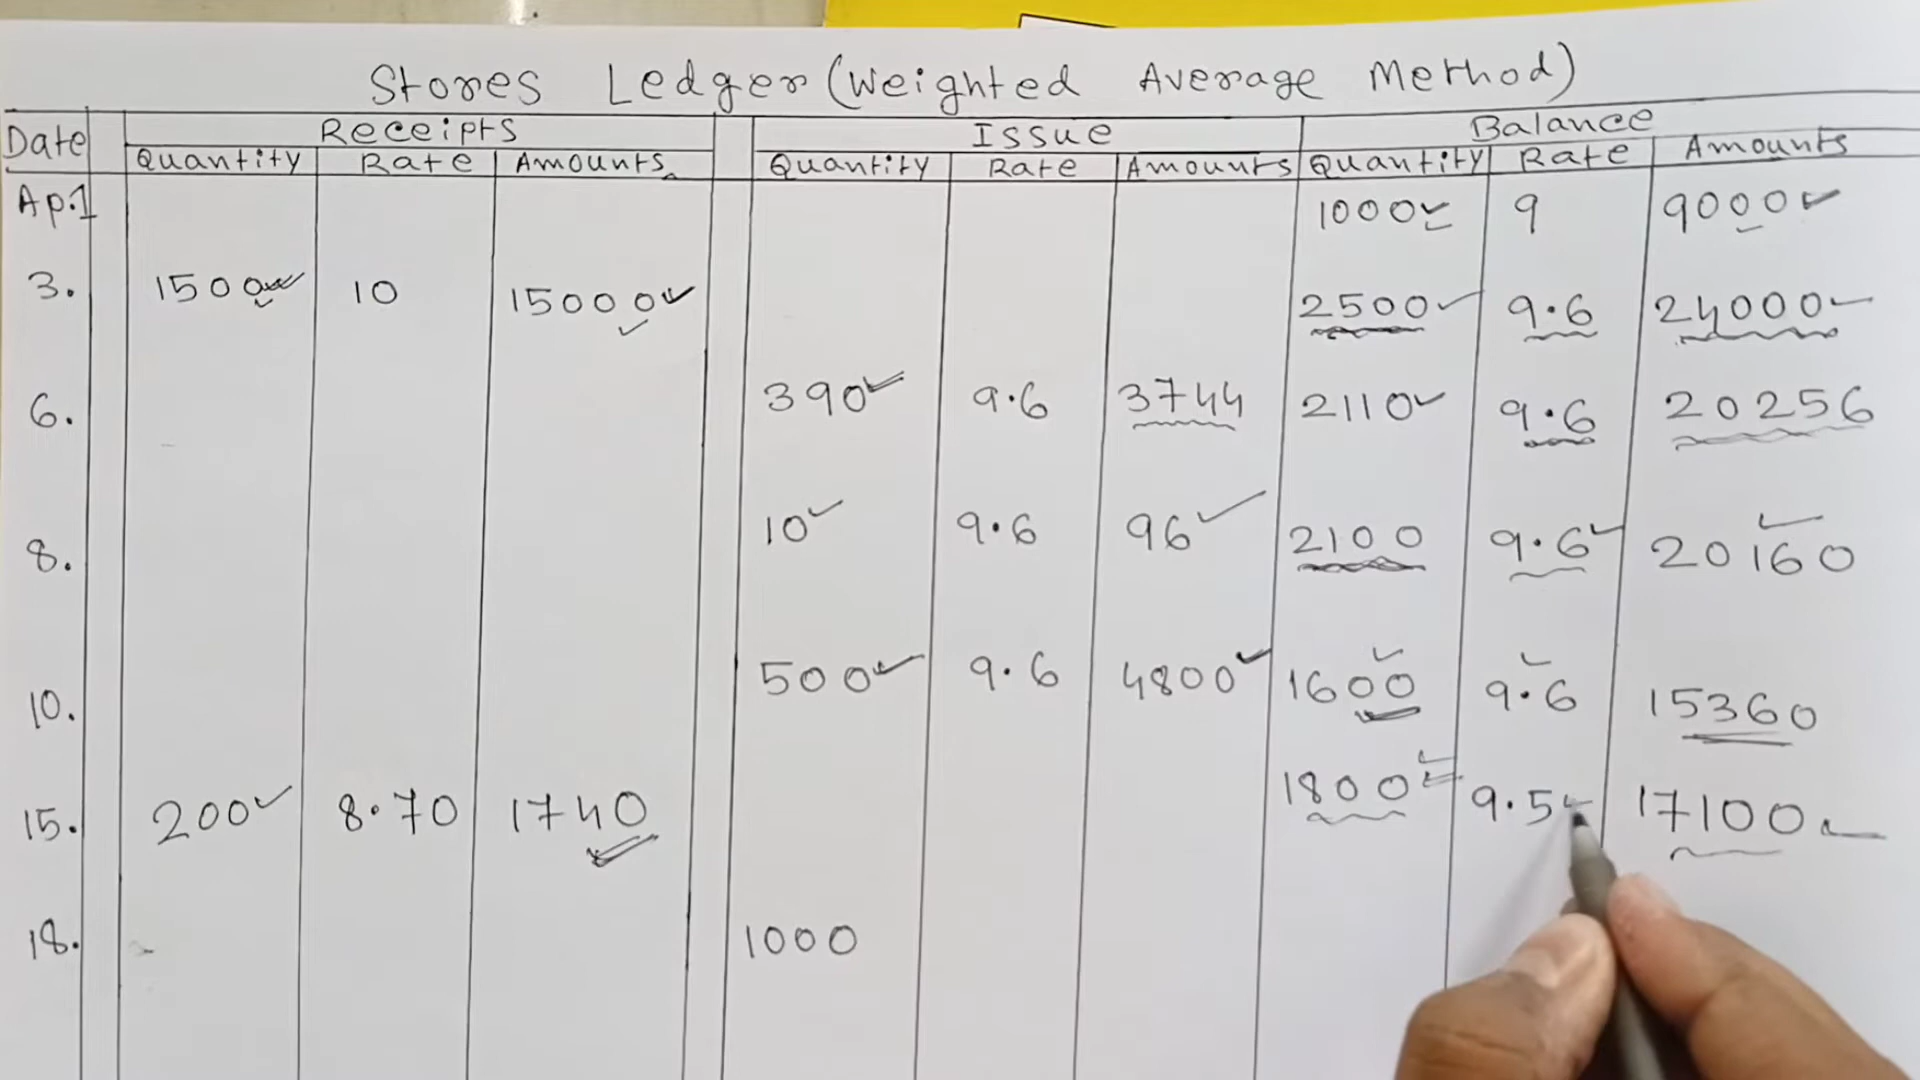 Stores Ledger (Weighted Average Method)
Date Receipts Issue Balance
Quantity Rate Amounts Quantity Rate Amounts Quantity Rate Amounts
Ap.1 1000 9 9000
3. 1500 10 15000 2500 9.6 24000
6. 390 9.6 3744 2110 9.6 20256
8. 10 9.6 96 2100 9.6 20160
10. 500 9.6 4800 1600 9.6 15360
15. 200 8.70 1740 1800 9.5 17100
18. 1000